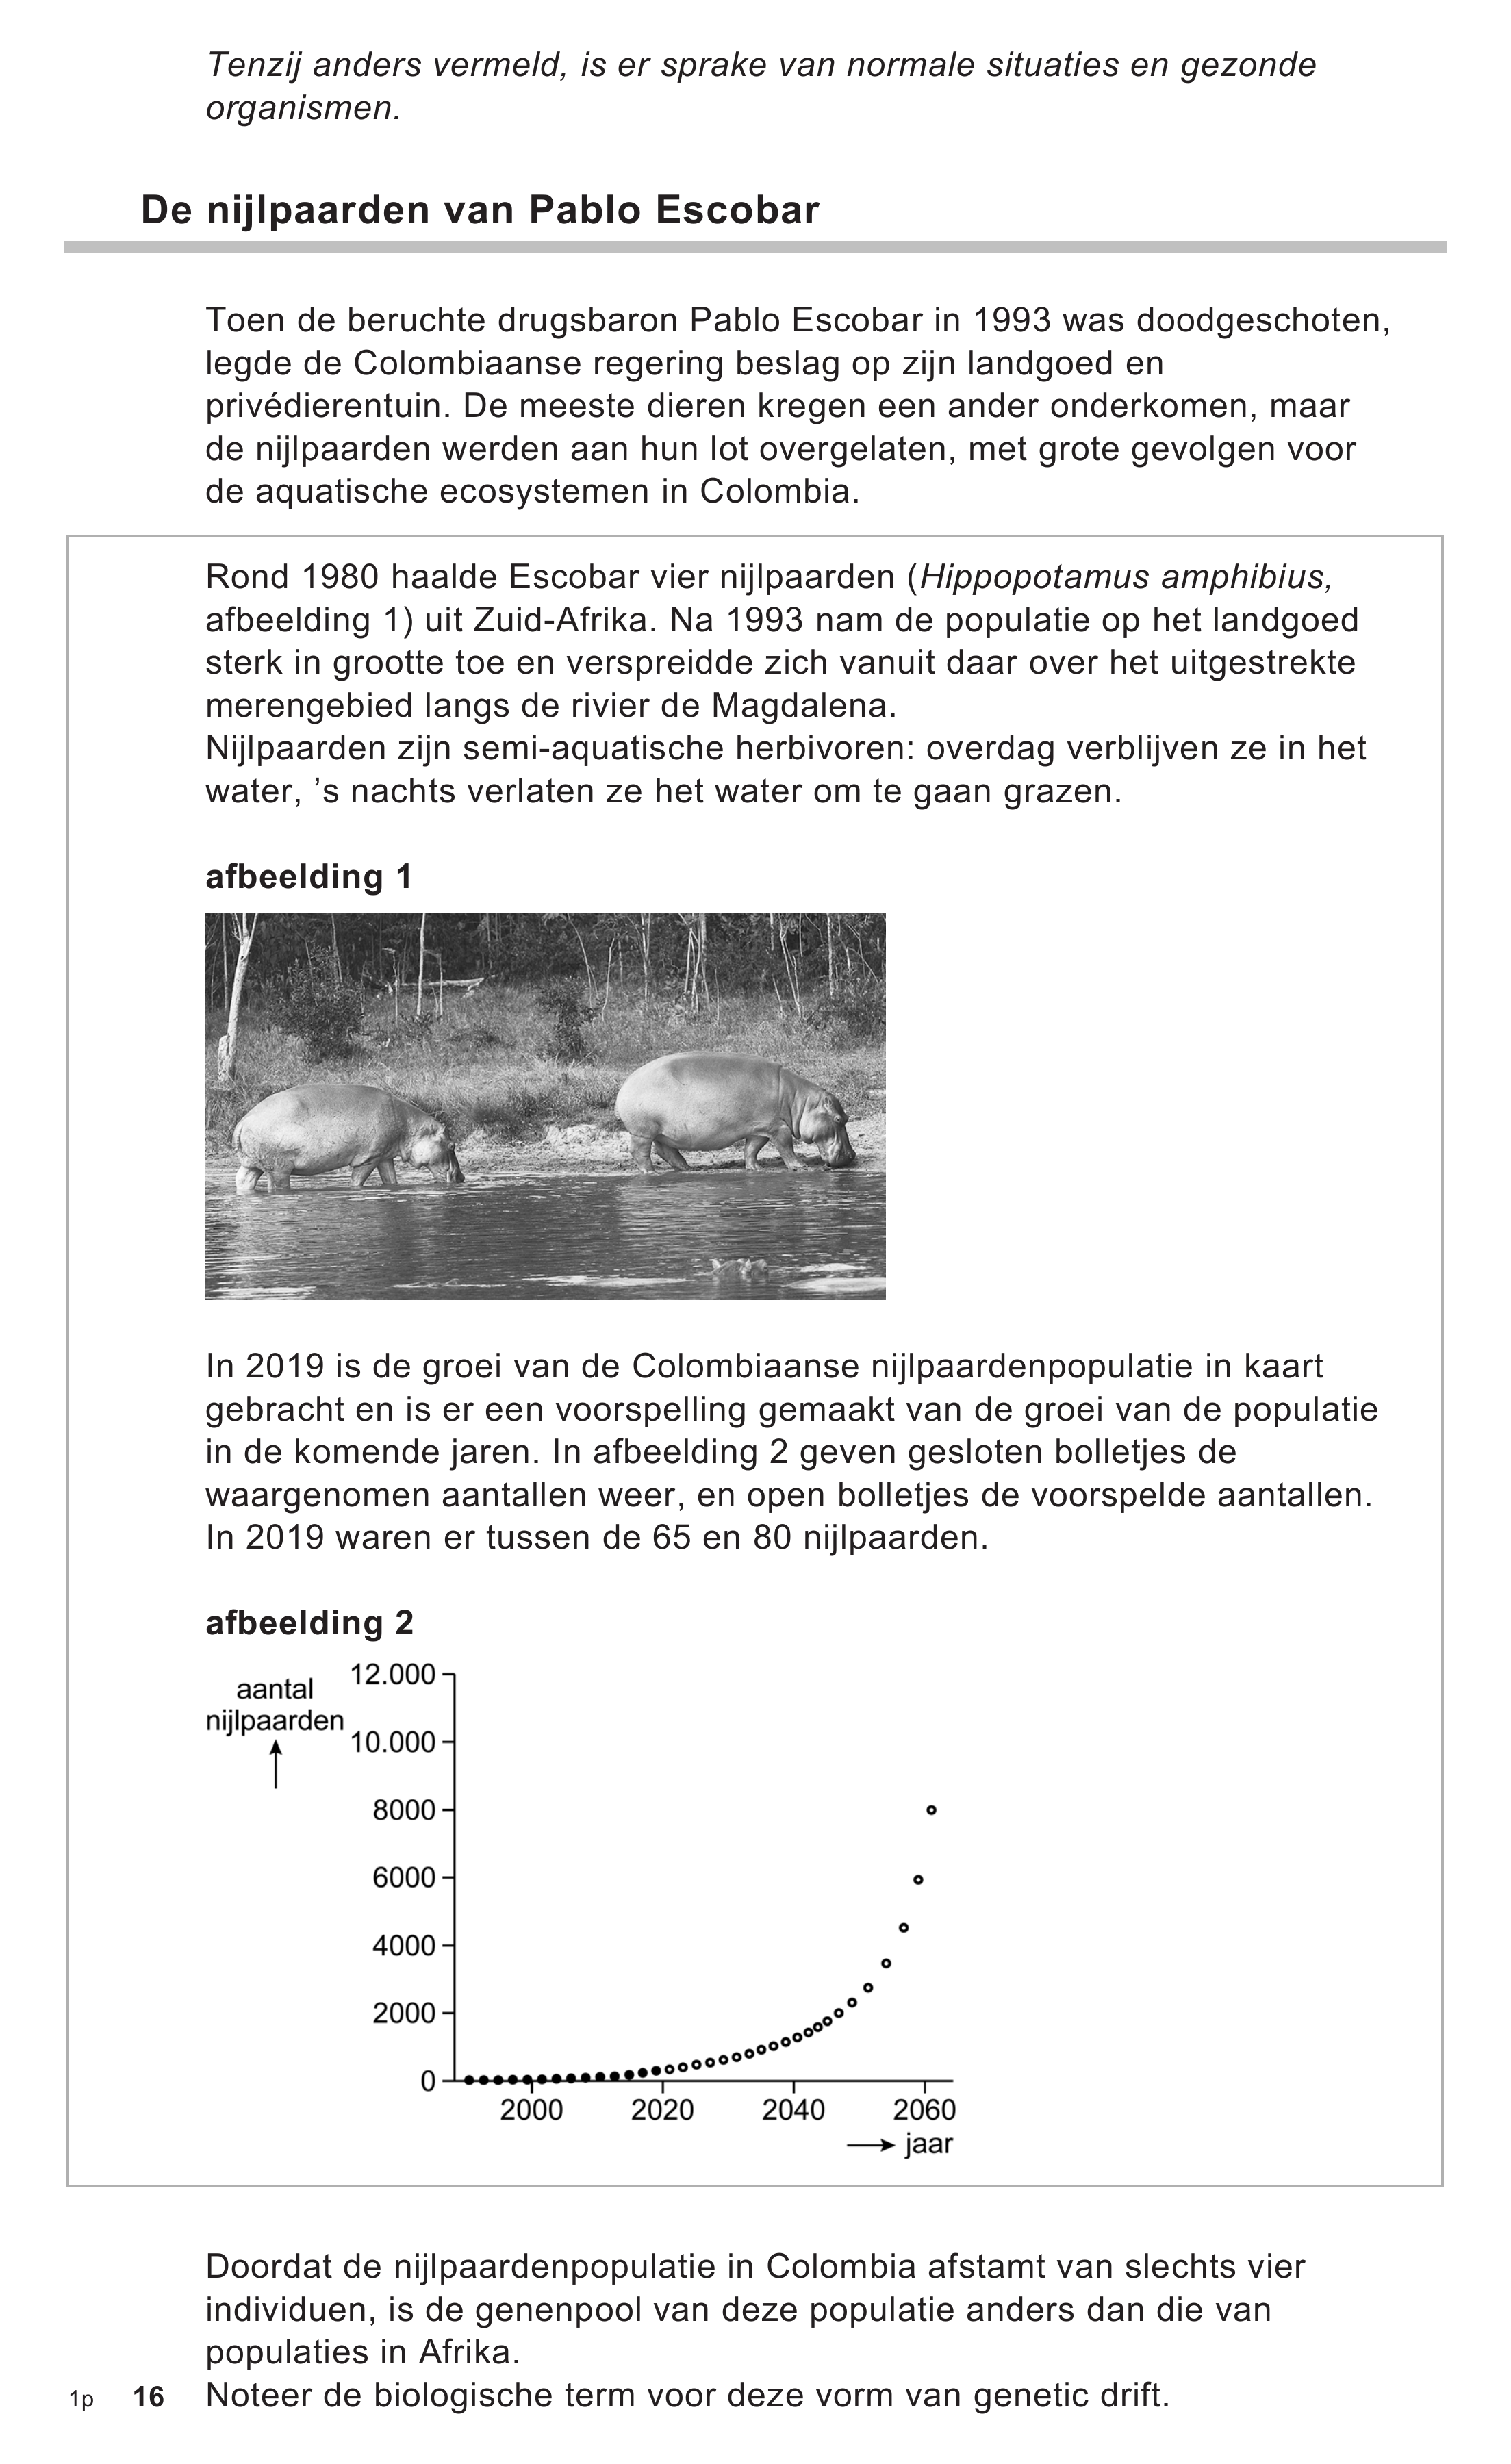 Tenzij anders vermeld, is er sprake van normale situaties en gezonde
organismen.
De nijlpaarden van Pablo Escobar
Toen de beruchte drugsbaron Pablo Escobar in 1993 was doodgeschoten,
legde de Colombiaanse regering beslag op zijn landgoed en
privédierentuin. De meeste dieren kregen een ander onderkomen, maar
de nijlpaarden werden aan hun lot overgelaten, met grote gevolgen voor
de aquatische ecosystemen in Colombia.
Rond 1980 haalde Escobar vier nijlpaarden (Hippopotamus amphibius,
afbeelding 1) uit Zuid-Afrika. Na 1993 nam de populatie op het landgoed
sterk in grootte toe en verspreidde zich vanuit daar over het uitgestrekte
merengebied langs de rivier de Magdalena.
Nijlpaarden zijn semi-aquatische herbivoren: overdag verblijven ze in het
water, ’s nachts verlaten ze het water om te gaan grazen.
afbeelding 1
In 2019 is de groei van de Colombiaanse nijlpaardenpopulatie in kaart
gebracht en is er een voorspelling gemaakt van de groei van de populatie
in de komende jaren. In afbeelding 2 geven gesloten bolletjes de
waargenomen aantallen weer, en open bolletjes de voorspelde aantallen.
In 2019 waren er tussen de 65 en 80 nijlpaarden.
afbeelding 2
aantal
nijlpaarden
12.000
10.000
8000
6000
4000
2000
0
2000 2020 2040 2060
jaar
Doordat de nijlpaardenpopulatie in Colombia afstamt van slechts vier
individuen, is de genenpool van deze populatie anders dan die van
populaties in Afrika.
1p 16 Noteer de biologische term voor deze vorm van genetic drift.